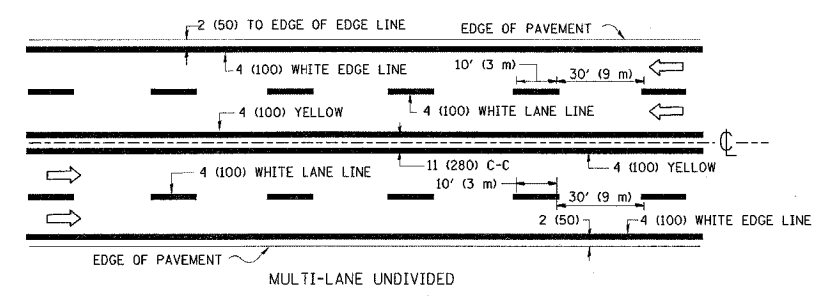 2 (50) TO EDGE OF EDGE LINE
EDGE OF PAVEMENT
4 (100) WHITE EDGE LINE
10' (3 m)
30' (9 m)
4 (100) YELLOW
4 (100) WHITE LANE LINE
℄
4 (100) WHITE LANE LINE
11 (280) C-C
4 (100) YELLOW
10' (3 m)
30' (9 m)
2 (50)
4 (100) WHITE EDGE LINE
EDGE OF PAVEMENT
MULTI-LANE UNDIVIDED